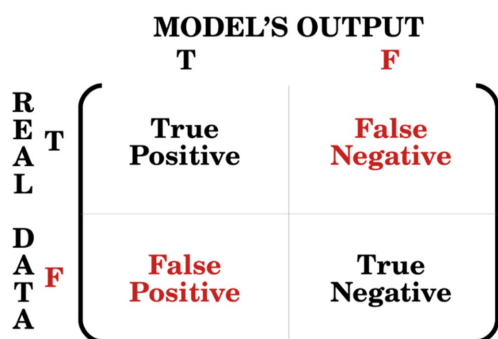 MODEL'S OUTPUT
T F
REAL
T
True
Positive
False
Negative
DATA
F
False
Positive
True
Negative